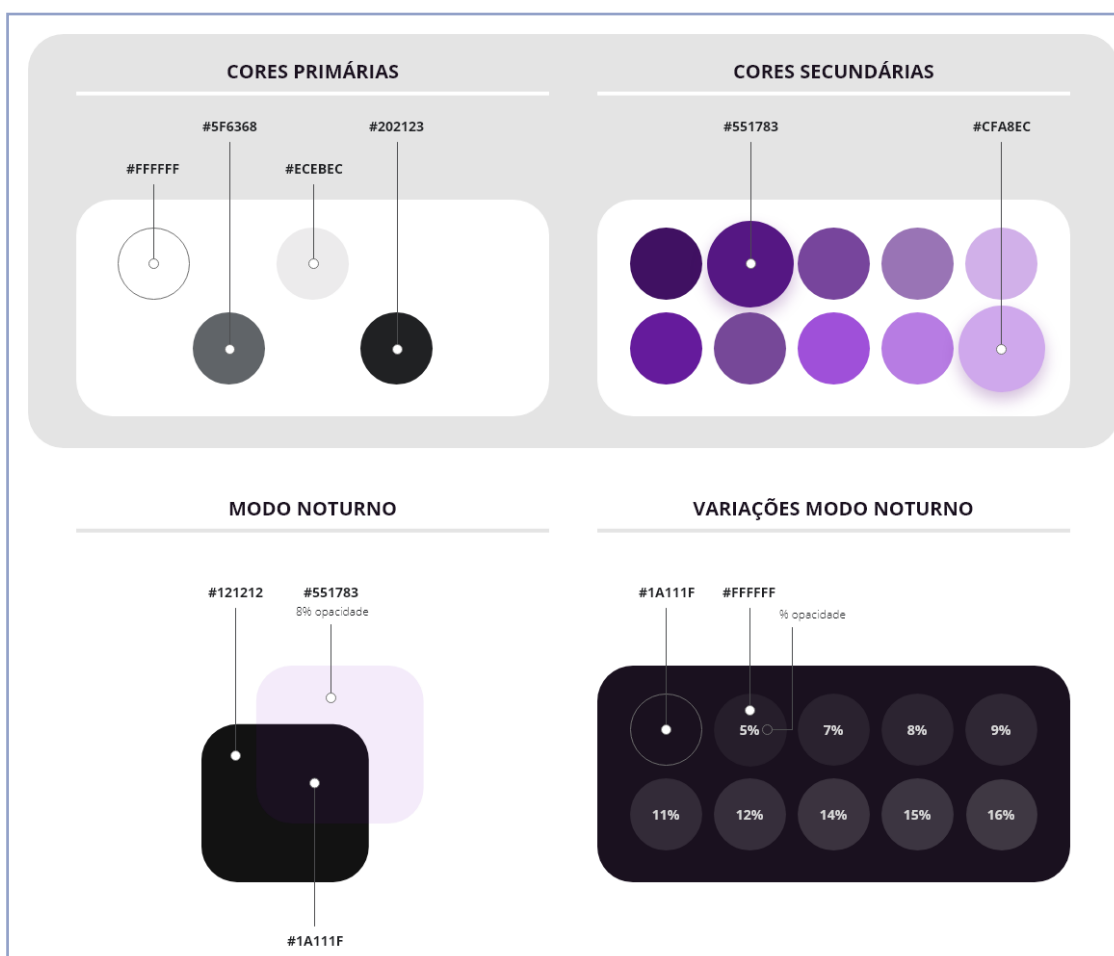 CORES PRIMÁRIAS
#5F6368
#202123
#FFFFFF
#ECEBEC
CORES SECUNDÁRIAS
#551783
#CFA8EC
MODO NOTURNO
#121212
#551783
8% opacidade
#1A111F
VARIAÇÕES MODO NOTURNO
#1A111F
#FFFFFF
% opacidade
5%
7%
8%
9%
11%
12%
14%
15%
16%